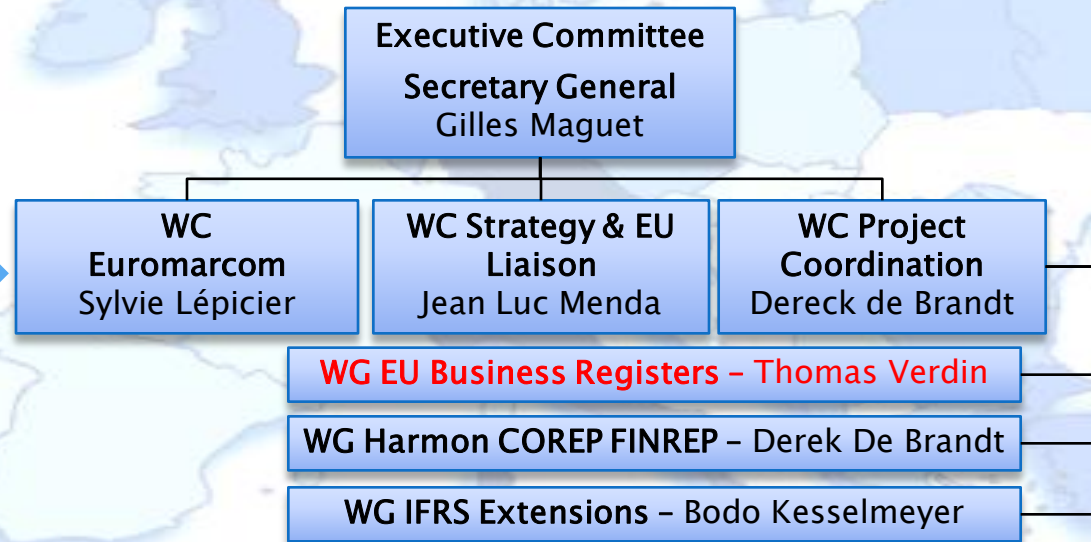 Executive Committee
Secretary General
Gilles Maguet
WC
Euromarcom
Sylvie Lépicier
WC Strategy & EU
Liaison
Jean Luc Menda
WC Project
Coordination
Dereck de Brandt
WG EU Business Registers – Thomas Verdin
WG Harmon COREP FINREP – Derek De Brandt
WG IFRS Extensions – Bodo Kesselmeyer